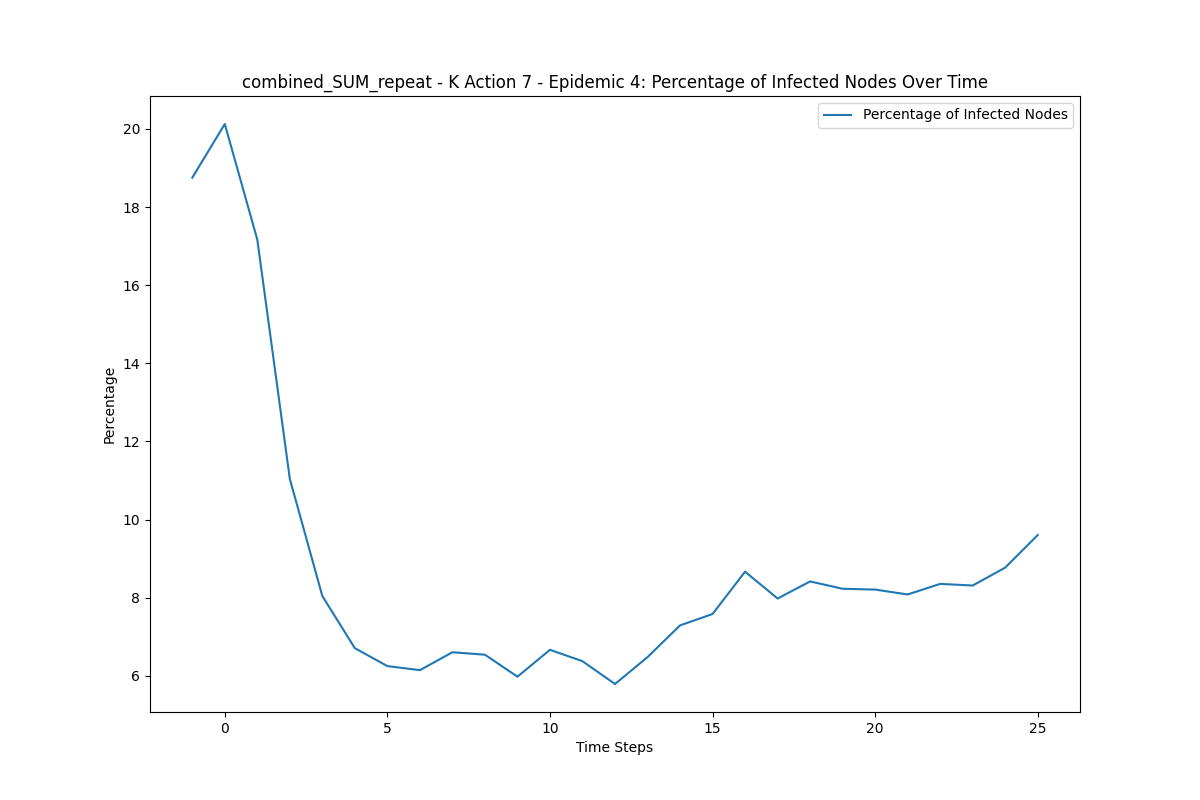 combined_SUM_repeat - K Action 7 - Epidemic 4: Percentage of Infected Nodes Over Time
Percentage of Infected Nodes
20
18
16
14
12
10
8
6
Percentage
0 5 10 15 20 25
Time Steps